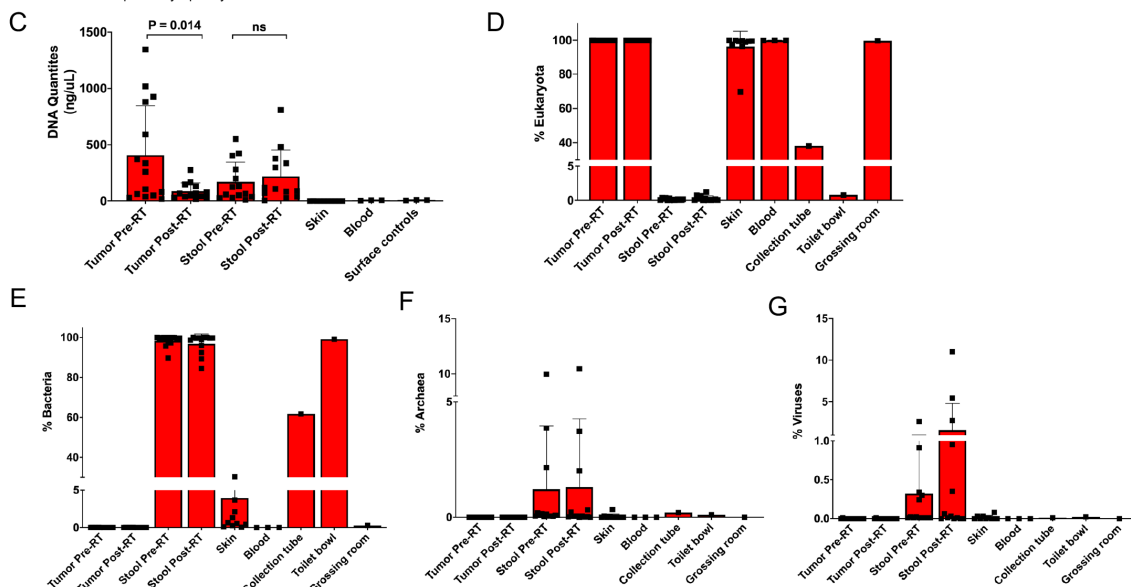 C
P = 0.014
ns
DNA Quantites
(ng/uL)
1500
1000
500
0
Tumor Pre-RT
Tumor Post-RT
Stool Pre-RT
Stool Post-RT
Skin
Blood
Surface controls
D
% Eukaryota
100
80
60
40
5
0
Tumor Pre-RT
Tumor Post-RT
Stool Pre-RT
Stool Post-RT
Skin
Blood
Collection tube
Toilet bowl
Grossing room
E
% Bacteria
100
80
60
40
5
0
Tumor Pre-RT
Tumor Post-RT
Stool Pre-RT
Stool Post-RT
Skin
Blood
Collection tube
Toilet bowl
Grossing room
F
% Archaea
15
10
5
0
Tumor Pre-RT
Tumor Post-RT
Stool Pre-RT
Stool Post-RT
Skin
Blood
Collection tube
Toilet bowl
Grossing room
G
% Viruses
15
10
5
1.0
0.5
0.0
Tumor Pre-RT
Tumor Post-RT
Stool Pre-RT
Stool Post-RT
Skin
Blood
Collection tube
Toilet bowl
Grossing room